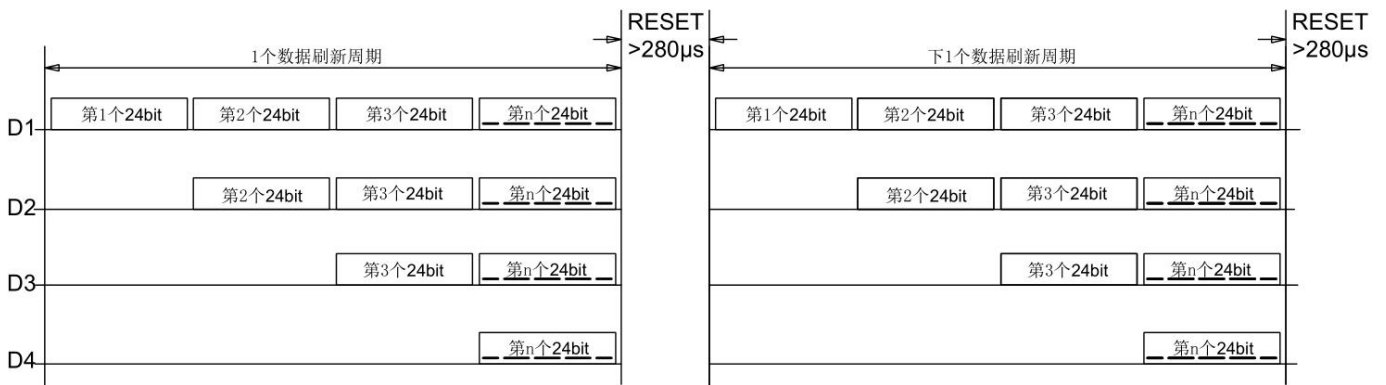 RESET
>280μs
RESET
>280μs
1个数据刷新周期
下1个数据刷新周期
D1 第1个24bit 第2个24bit 第3个24bit 第n个24bit 第1个24bit 第2个24bit 第3个24bit 第n个24bit
D2 第2个24bit 第3个24bit 第n个24bit 第2个24bit 第3个24bit 第n个24bit
D3 第3个24bit 第n个24bit 第3个24bit 第n个24bit
D4 第n个24bit 第n个24bit